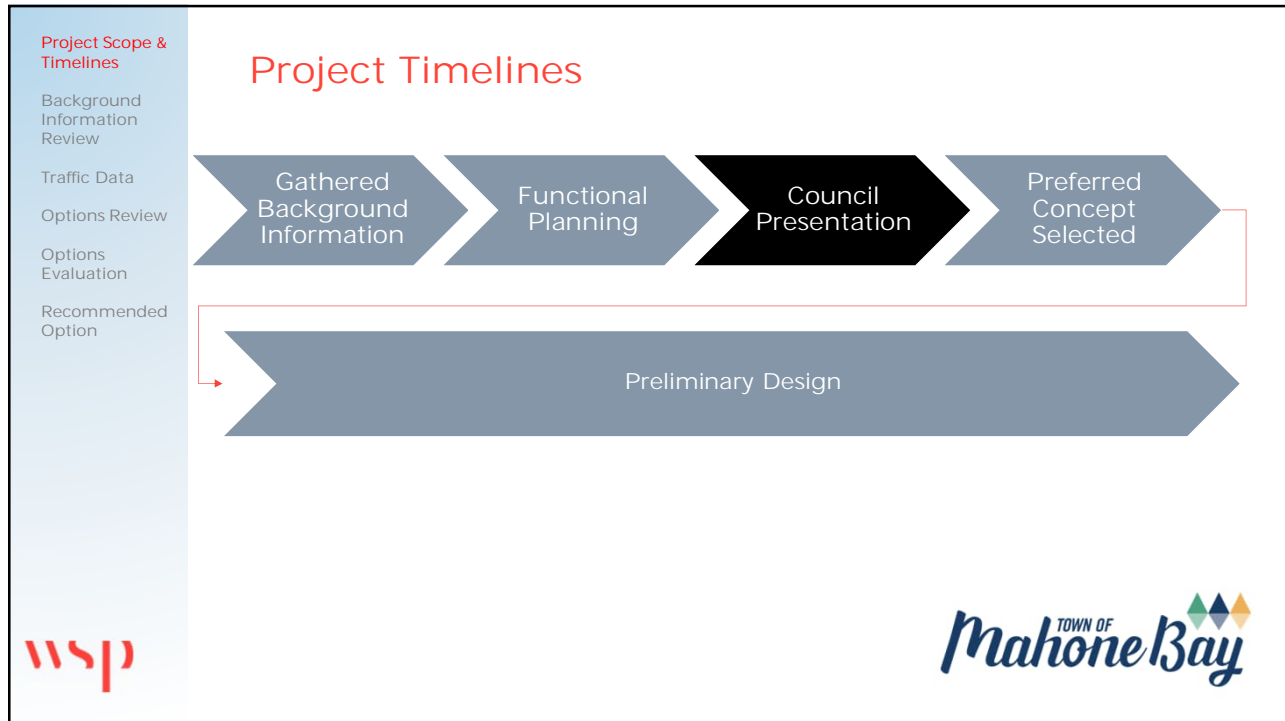 Project Scope &
Timelines
Background
Information
Review
Traffic Data
Options Review
Options
Evaluation
Recommended
Option
Project Timelines
Gathered
Background
Information
Functional
Planning
Council
Presentation
Preferred
Concept
Selected
Preliminary Design
wsp
TOWN OF
Mahone Bay